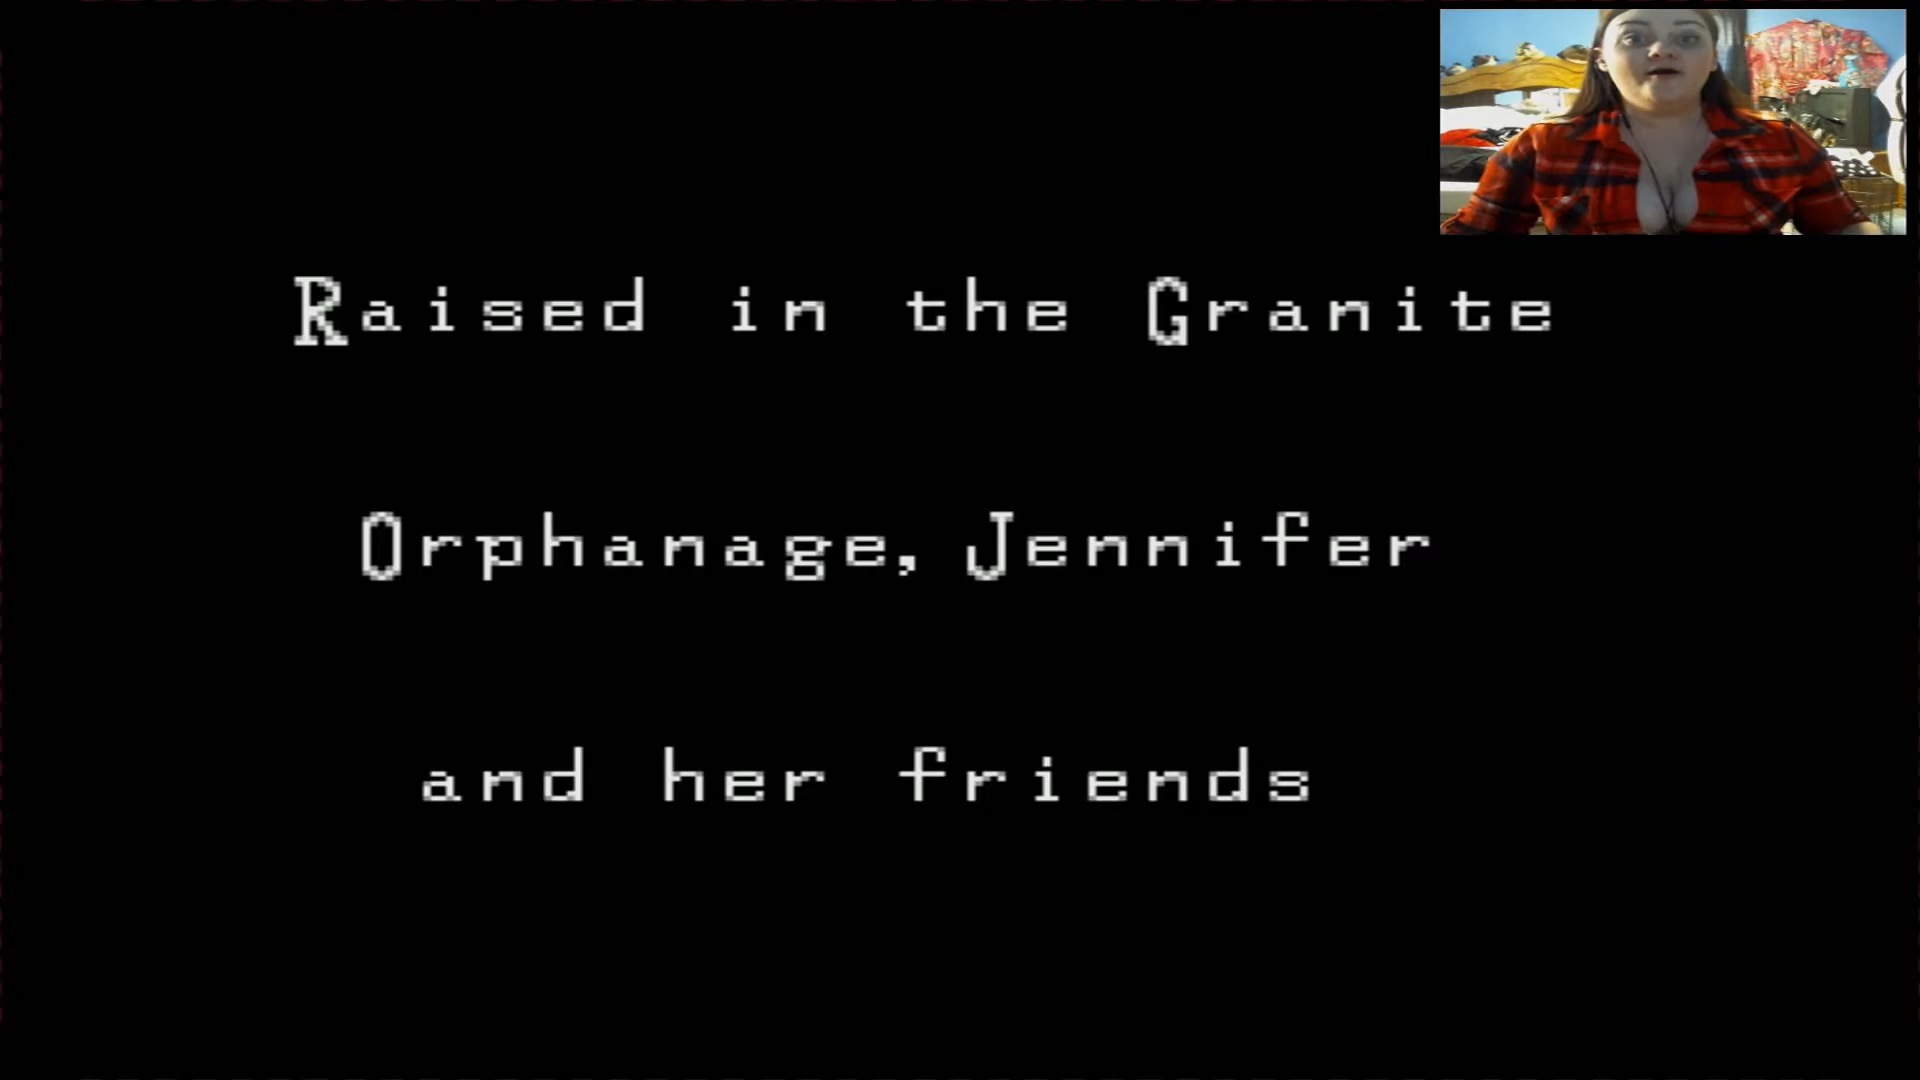 Raised in the Granite
Orphanage, Jennifer
and her friends